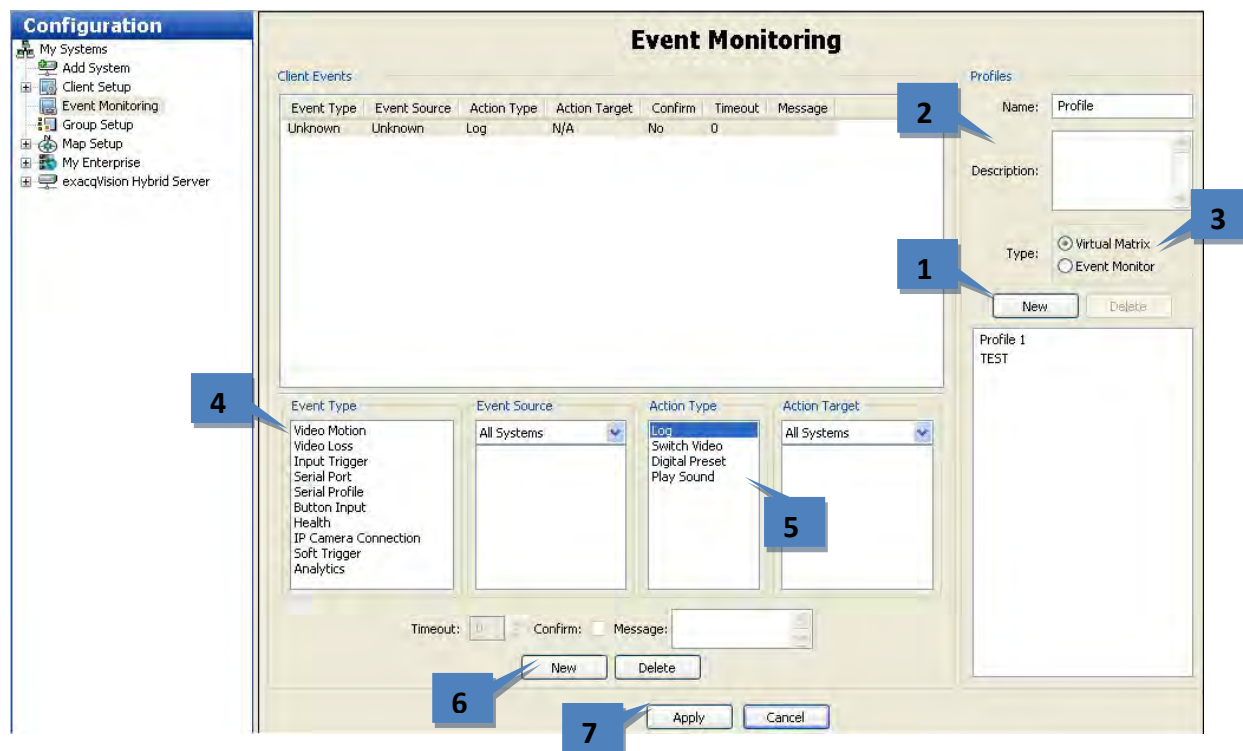 Configuration
My Systems
Add System
Client Setup
Event Monitoring
Group Setup
Map Setup
My Enterprise
exacqVision Hybrid Server
Event Monitoring
Client Events
Event Type Event Source Action Type Action Target Confirm Timeout Message
Unknown Unknown Log N/A No 0
Profiles
2
Name: Profile
Description:
3
Type:
Virtual Matrix
Event Monitor
1
New Delete
Profile 1
TEST
4
Event Type
Video Motion
Video Loss
Input Trigger
Serial Port
Serial Profile
Button Input
Health
IP Camera Connection
Soft Trigger
Analytics
Event Source
All Systems
Action Type
Log
Switch Video
Digital Preset
Play Sound
5
Action Target
All Systems
Timeout: 0 Confirm: Message:
6
New Delete
7
Apply Cancel